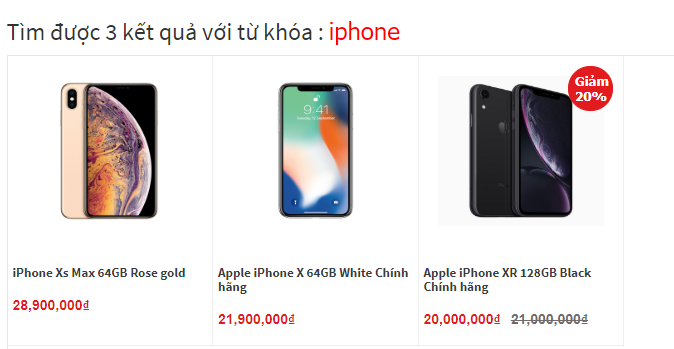 Tìm được 3 kết quả với từ khóa : iphone
Giảm
20%
iPhone Xs Max 64GB Rose gold
28,900,000₫
Apple iPhone X 64GB White Chính
hãng
21,900,000₫
Apple iPhone XR 128GB Black
Chính hãng
20,000,000₫ 21,000,000₫